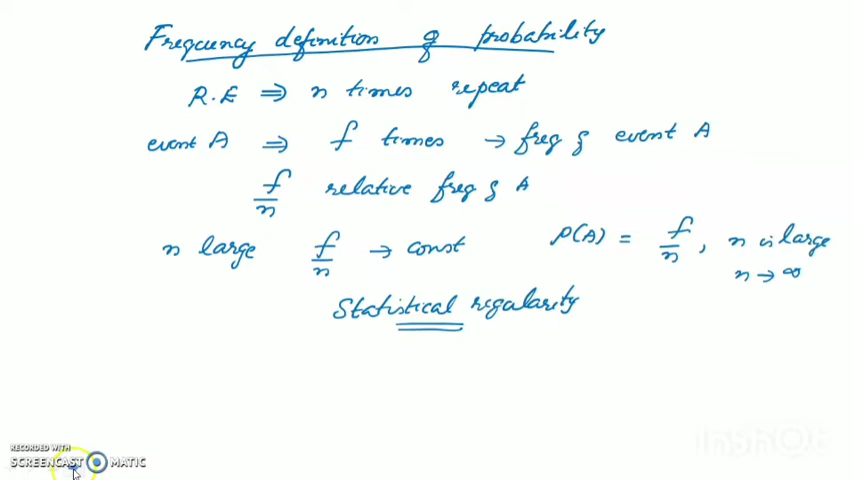 Frequency definition of probability
R.E ⇒ n times repeat
event A ⇒ f times → freq of event A
f/n relative freq of A
n large f/n → const P(A) = f/n, n is large
n → ∞
Statistical regularity
RECORDED WITH
SCREENCAST MATIC
InShOt